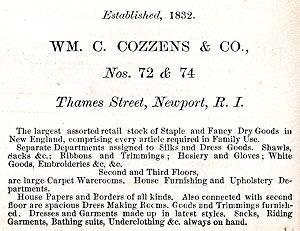 Established, 1832.
WM. C. COZZENS & CO.,
Nos. 72 & 74
Thames Street, Newport, R. I.
The largest assorted retail stock of Staple and Fancy Dry Goods in
New England, comprising every article required in Family Use.
Separate Departments assigned to Silks and Dress Goods. Shawls,
Sacks &c.; Ribbons and Trimmings; Hosiery and Gloves; White
Goods, Embroideries &c, &c.
Second and Third Floors,
are large Carpet Warerooms. House Furnishing and Upholstery De-
partments.
House Papers and Borders of all kinds. Also connected with second
floor are spacious Dress Making Rooms. Goods and Trimmings furnish-
ed. Dresses and Garments made up in latest styles. Sacks, Riding
Garments, Bathing suits, Underclothing &c. always on hand.